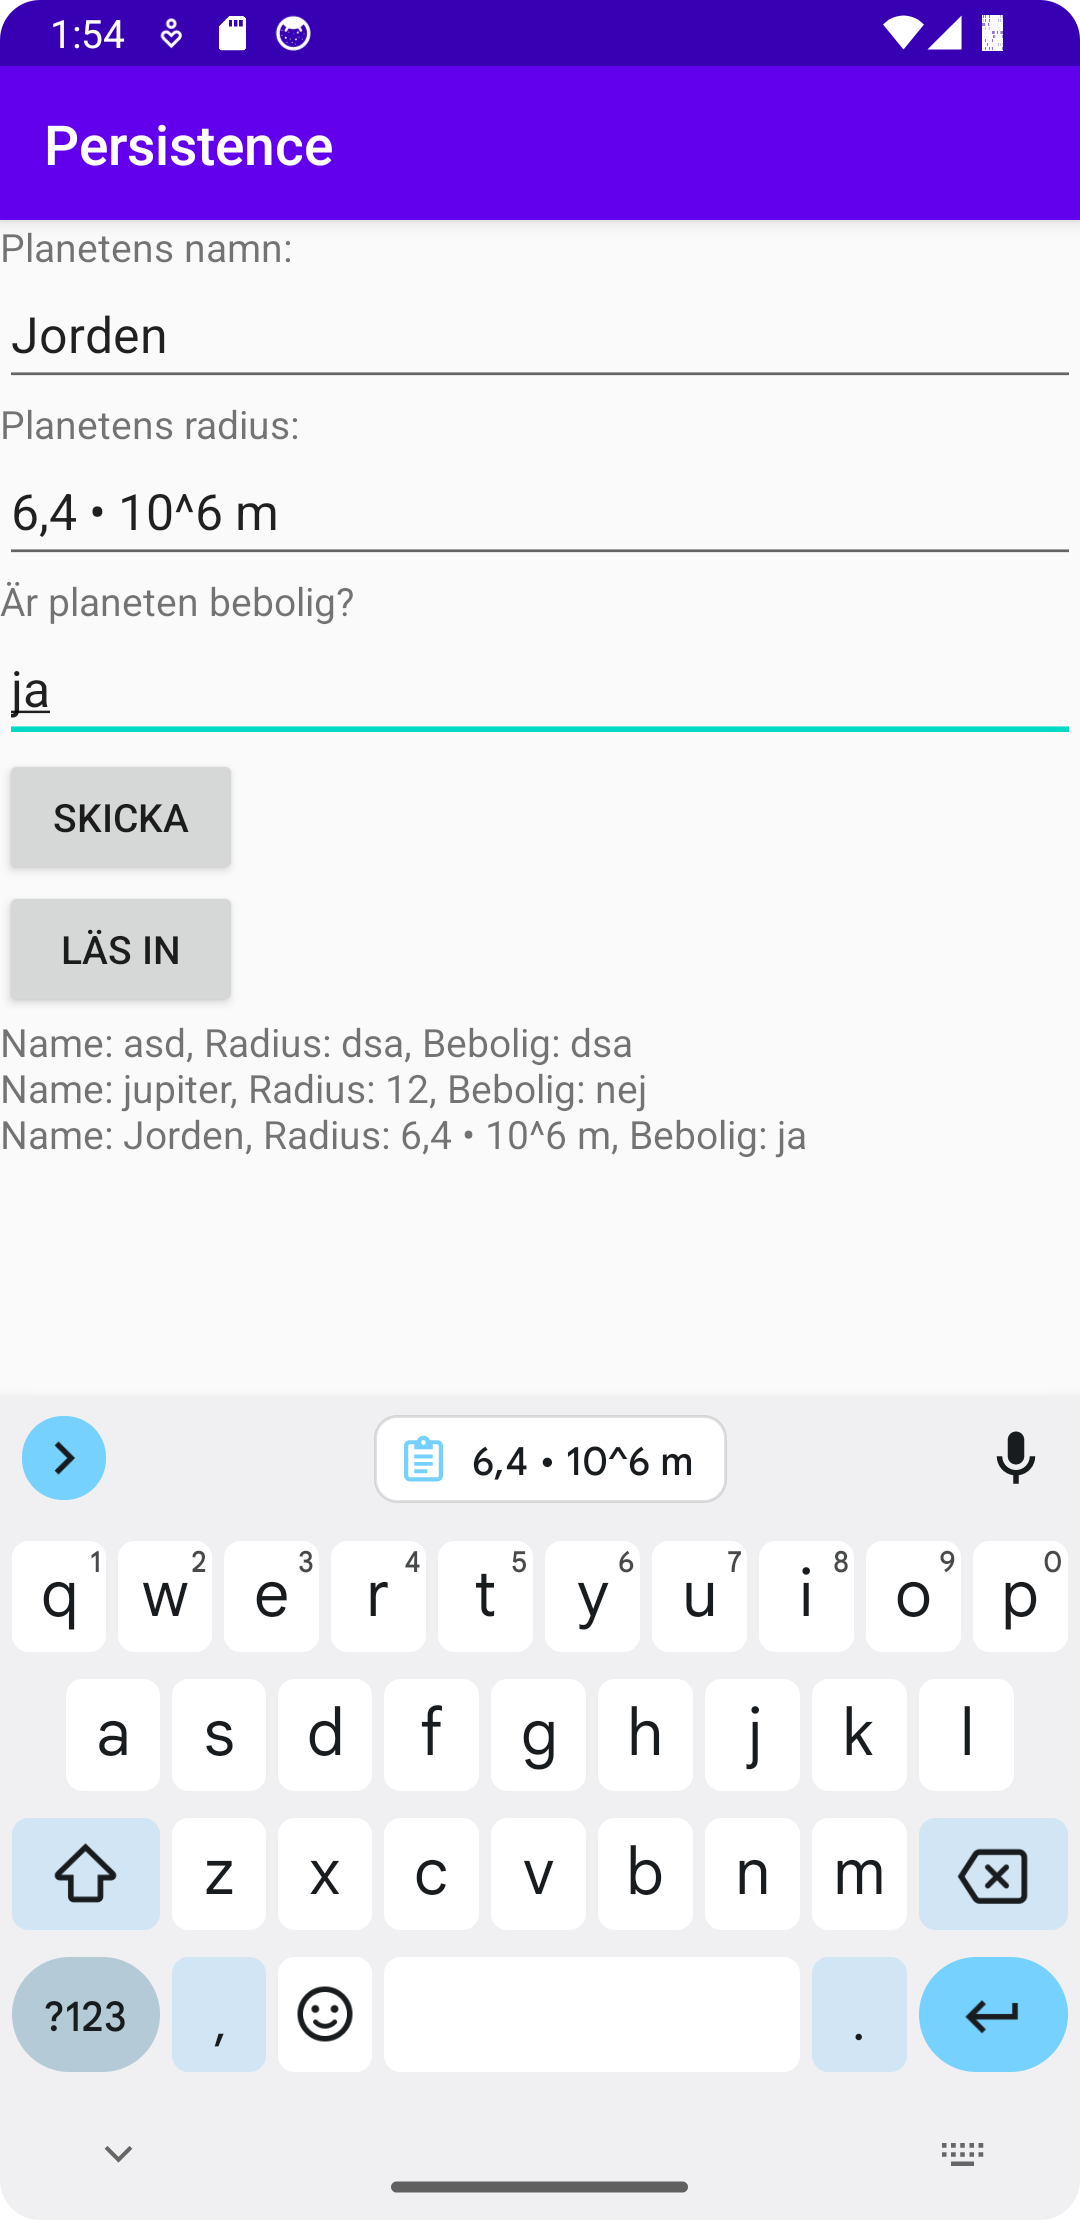 1:54
Persistence
Planetens namn:
Jorden
Planetens radius:
6,4 • 10^6 m
Är planeten bebolig?
ja
SKICKA
LÄS IN
Name: asd, Radius: dsa, Bebolig: dsa
Name: jupiter, Radius: 12, Bebolig: nej
Name: Jorden, Radius: 6,4 • 10^6 m, Bebolig: ja
6,4 • 10^6 m
q 1 w 2 e 3 r 4 t 5 y 6 u 7 i 8 o 9 p 0
a s d f g h j k l
z x c v b n m
?123 , .